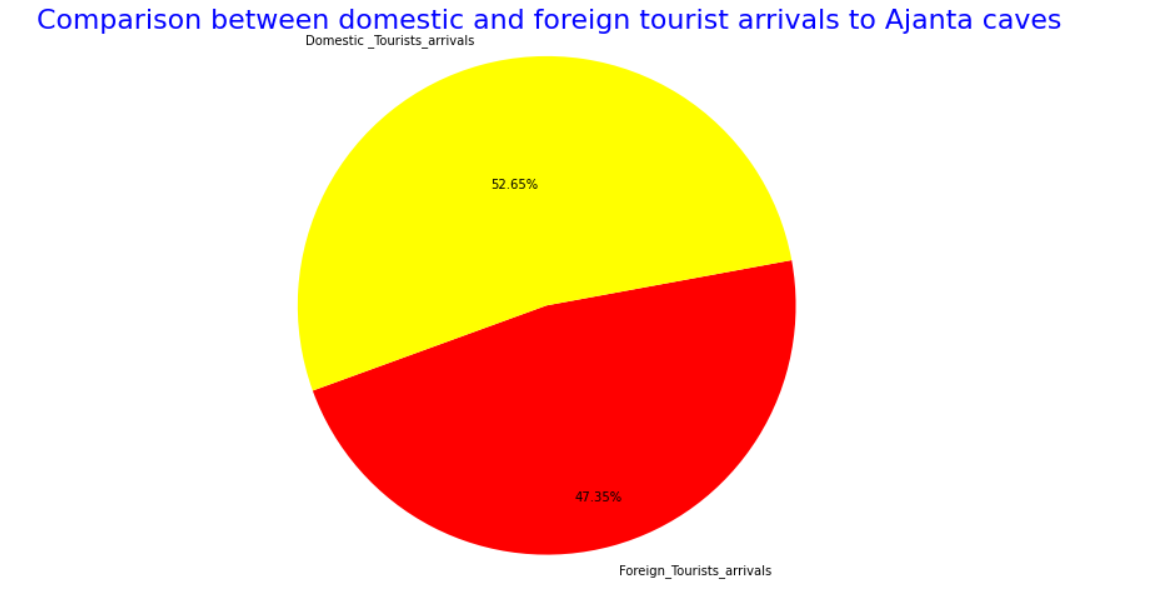 Comparison between domestic and foreign tourist arrivals to Ajanta caves
Domestic _Tourists_arrivals
52.65%
47.35%
Foreign_Tourists_arrivals